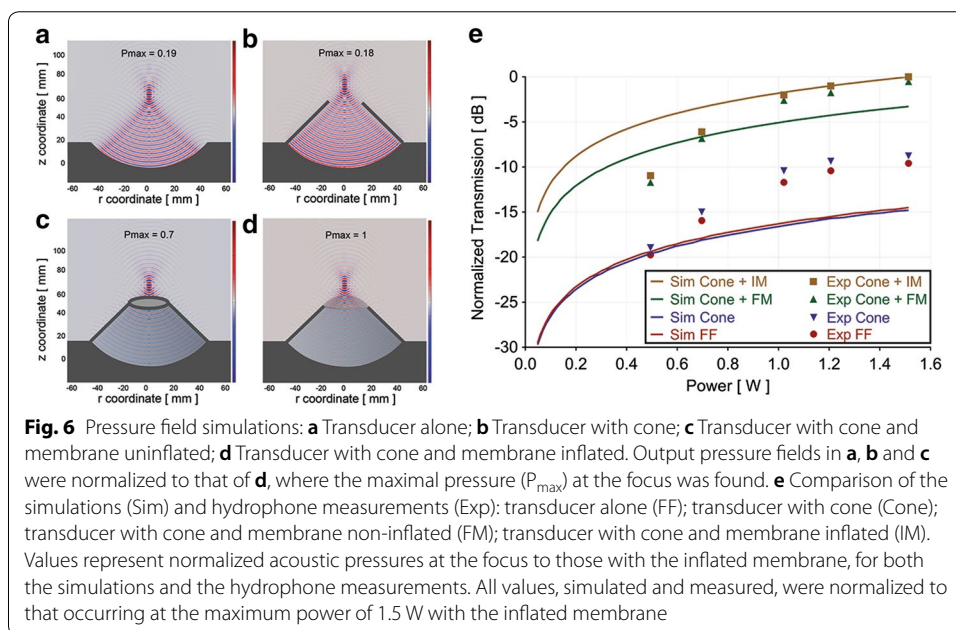 a
Pmax = 0.19
100
80
60
40
20
0
z coordinate [ mm ]
-60 -40 -20 0 20 40 60
r coordinate [ mm ]
b
Pmax = 0.18
100
80
60
40
20
0
-60 -40 -20 0 20 40 60
r coordinate [ mm ]
c
Pmax = 0.7
100
80
60
40
20
0
z coordinate [ mm ]
-60 -40 -20 0 20 40 60
r coordinate [ mm ]
d
Pmax = 1
100
80
60
40
20
0
-60 -40 -20 0 20 40 60
r coordinate [ mm ]
e
Normalized Transmission [ dB ]
0
-5
-10
-15
-20
-25
-30
0.0 0.2 0.4 0.6 0.8 1.0 1.2 1.4 1.6
Power [ W ]
Sim Cone + IM Exp Cone + IM
Sim Cone + FM Exp Cone + FM
Sim Cone Exp Cone
Sim FF Exp FF
Fig. 6 Pressure field simulations: a Transducer alone; b Transducer with cone; c Transducer with cone and
membrane uninflated; d Transducer with cone and membrane inflated. Output pressure fields in a, b and c
were normalized to that of d, where the maximal pressure (Pmax) at the focus was found. e Comparison of the
simulations (Sim) and hydrophone measurements (Exp): transducer alone (FF); transducer with cone (Cone);
transducer with cone and membrane non-inflated (FM); transducer with cone and membrane inflated (IM).
Values represent normalized acoustic pressures at the focus to those with the inflated membrane, for both
the simulations and the hydrophone measurements. All values, simulated and measured, were normalized to
that occurring at the maximum power of 1.5 W with the inflated membrane